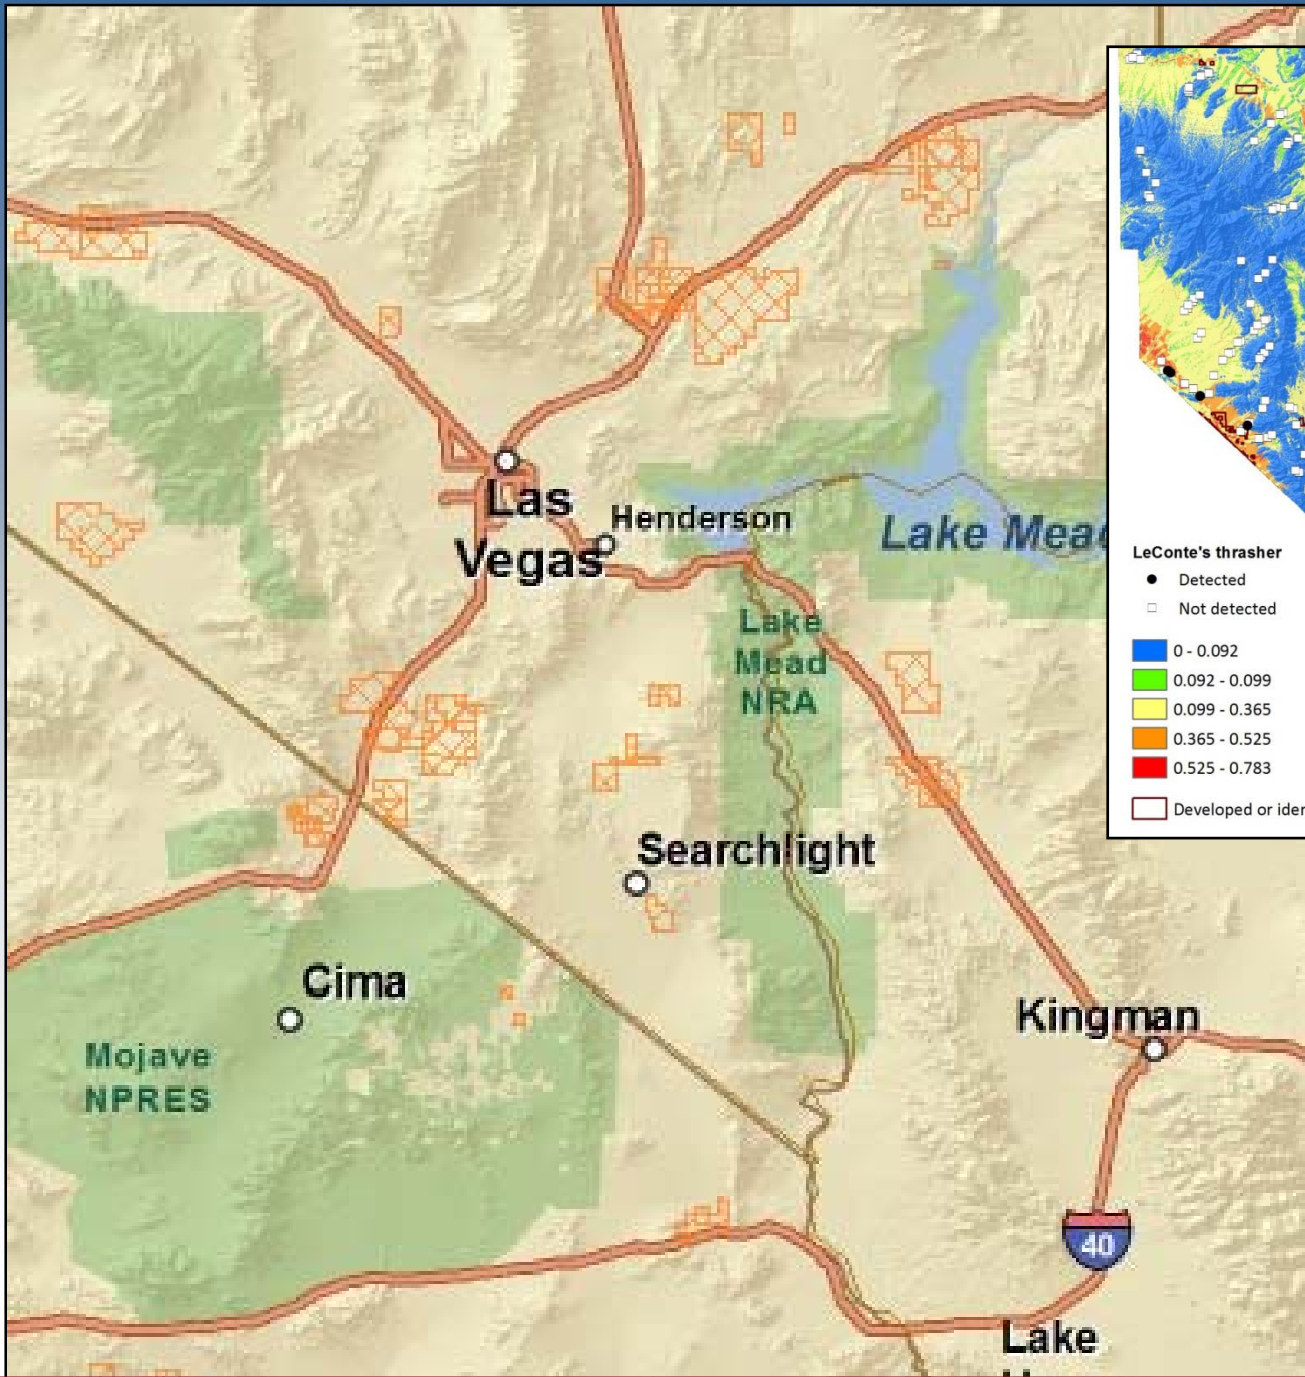 Las
Vegas
Henderson
Lake Mead
Lake
Mead
NRA
Searchlight
Cima
Mojave
NPRES
Kingman
40
Lake
LeConte's thrasher
Detected
Not detected
0 - 0.092
0.092 - 0.099
0.099 - 0.365
0.365 - 0.525
0.525 - 0.783
Developed or iden